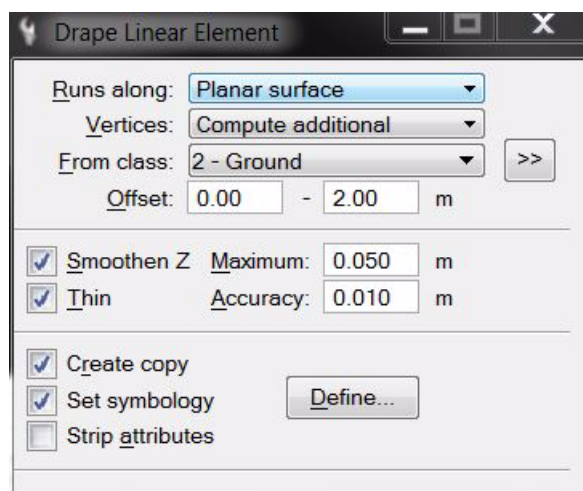 Drape Linear Element
Runs along: Planar surface
Vertices: Compute additional
From class: 2 - Ground >>
Offset: 0.00 - 2.00 m
Smoothen Z Maximum: 0.050 m
Thin Accuracy: 0.010 m
Create copy
Set symbology Define...
Strip attributes